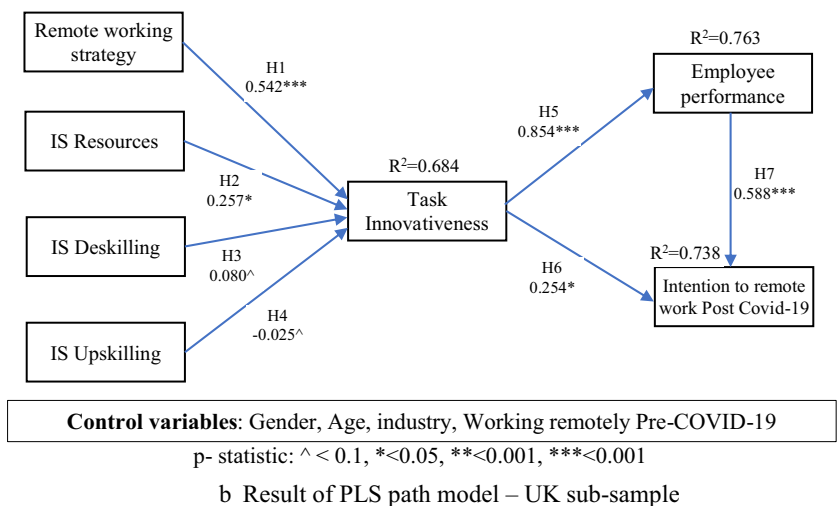 Remote working
strategy
IS Resources
IS Deskilling
IS Upskilling
H1
0.542***
H2
0.257*
H3
0.080^
H4
-0.025^
R²=0.684
Task
Innovativeness
H5
0.854***
H6
0.254*
R²=0.763
Employee
performance
H7
0.588***
R²=0.738
Intention to remote
work Post Covid-19
Control variables: Gender, Age, industry, Working remotely Pre-COVID-19
p- statistic: ^ < 0.1, *<0.05, **<0.001, ***<0.001
b Result of PLS path model – UK sub-sample